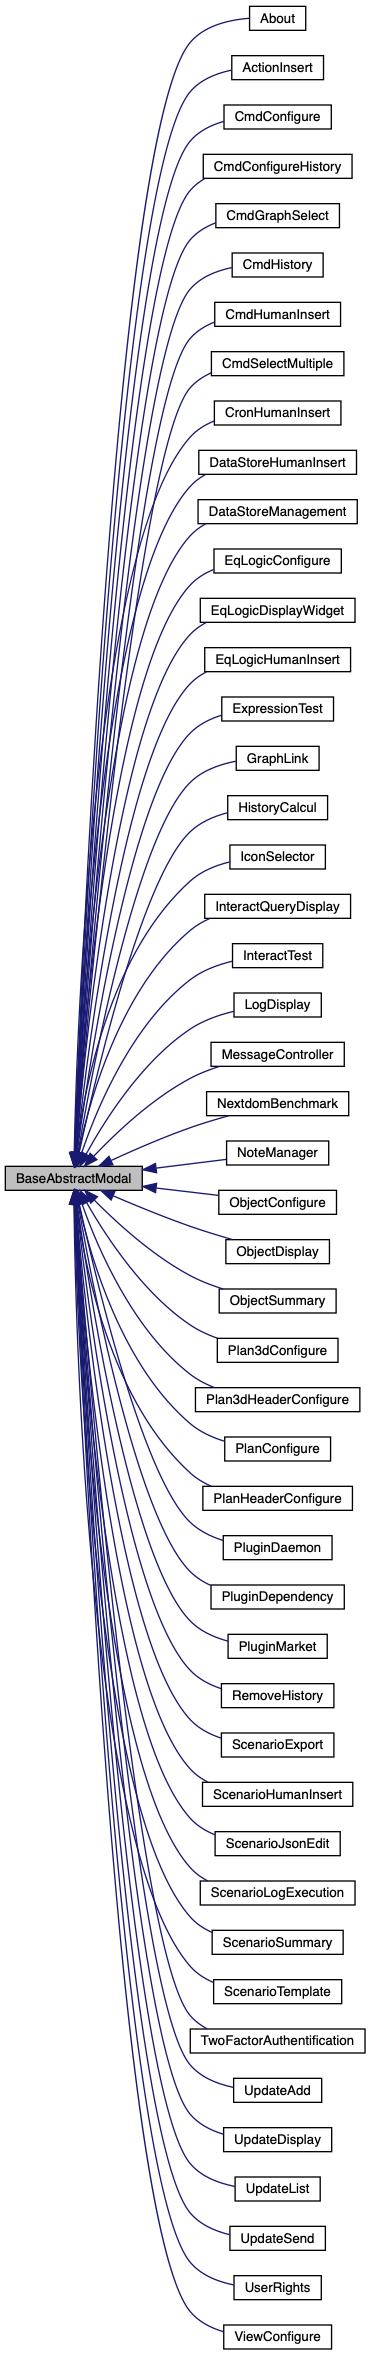 About
ActionInsert
CmdConfigure
CmdConfigureHistory
CmdGraphSelect
CmdHistory
CmdHumanInsert
CmdSelectMultiple
CronHumanInsert
DataStoreHumanInsert
DataStoreManagement
EqLogicConfigure
EqLogicDisplayWidget
EqLogicHumanInsert
ExpressionTest
GraphLink
HistoryCalcul
IconSelector
InteractQueryDisplay
InteractTest
LogDisplay
MessageController
NextdomBenchmark
NoteManager
BaseAbstractModal
ObjectConfigure
ObjectDisplay
ObjectSummary
Plan3dConfigure
Plan3dHeaderConfigure
PlanConfigure
PlanHeaderConfigure
PluginDaemon
PluginDependency
PluginMarket
RemoveHistory
ScenarioExport
ScenarioHumanInsert
ScenarioJsonEdit
ScenarioLogExecution
ScenarioSummary
ScenarioTemplate
TwoFactorAuthentification
UpdateAdd
UpdateDisplay
UpdateList
UpdateSend
UserRights
ViewConfigure